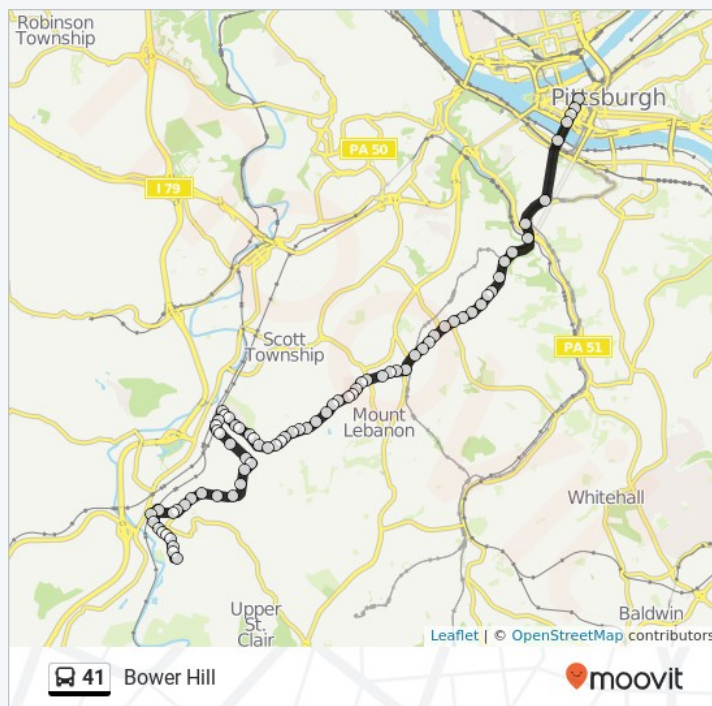 Robinson
Township
Pittsburgh
PA 50
I 79
Scott
Township
PA 51
Mount
Lebanon
Whitehall
Upper
St.
Clair
Baldwin
Leaflet | © OpenStreetMap contributors
41 Bower Hill
moovit